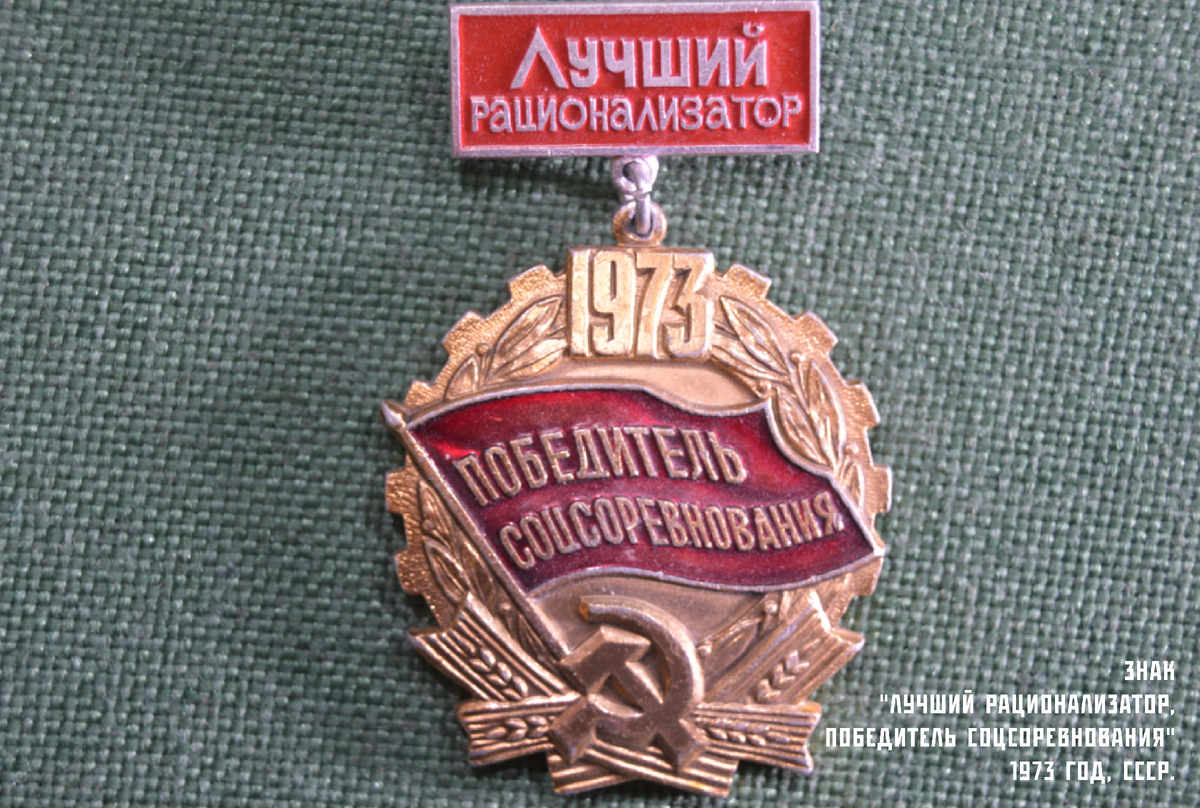 Лучший
рационализатор
1973
ПОБЕДИТЕЛЬ
СОЦСОРЕВНОВАНИЯ
ЗНАК
"ЛУЧШИЙ РАЦИОНАЛИЗАТОР,
ПОБЕДИТЕЛЬ СОЦСОРЕВНОВАНИЯ"
1973 ГОД, СССР.